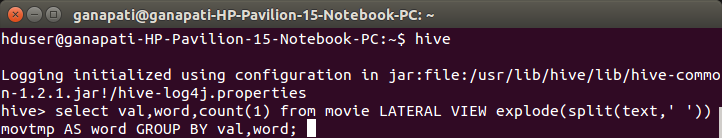 ganapati@ganapati-HP-Pavilion-15-Notebook-PC: ~
hduser@ganapati-HP-Pavilion-15-Notebook-PC:~$ hive
Logging initialized using configuration in jar:file:/usr/lib/hive/lib/hive-commo
n-1.2.1.jar!/hive-log4j.properties
hive> select val,word,count(1) from movie LATERAL VIEW explode(split(text,' '))
movtmp AS word GROUP BY val,word;